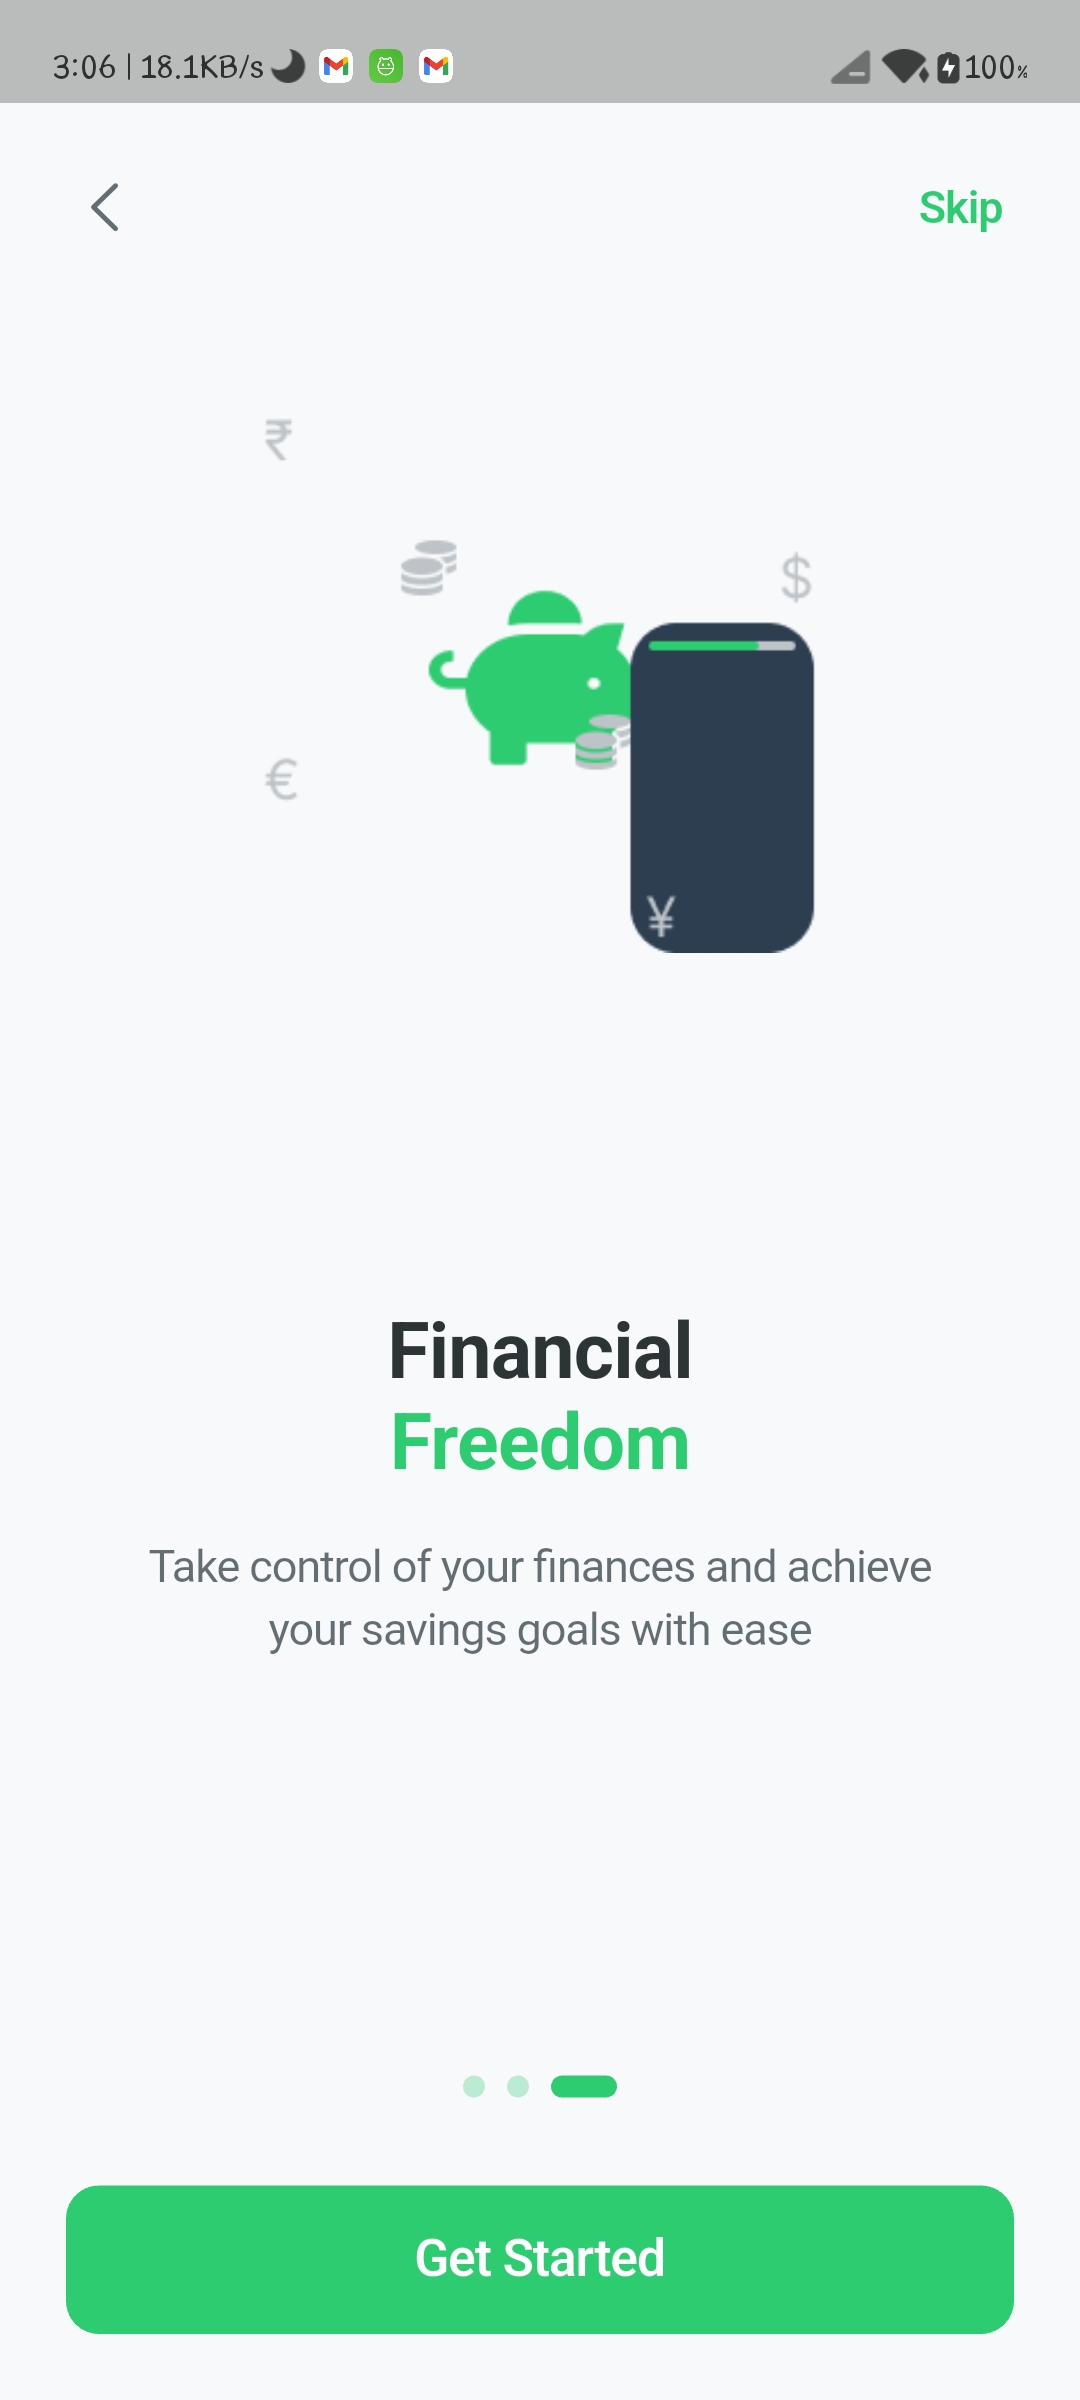 3:06 | 18.1KB/s
100%
Skip
₹
$
€
¥
Financial
Freedom
Take control of your finances and achieve
your savings goals with ease
Get Started